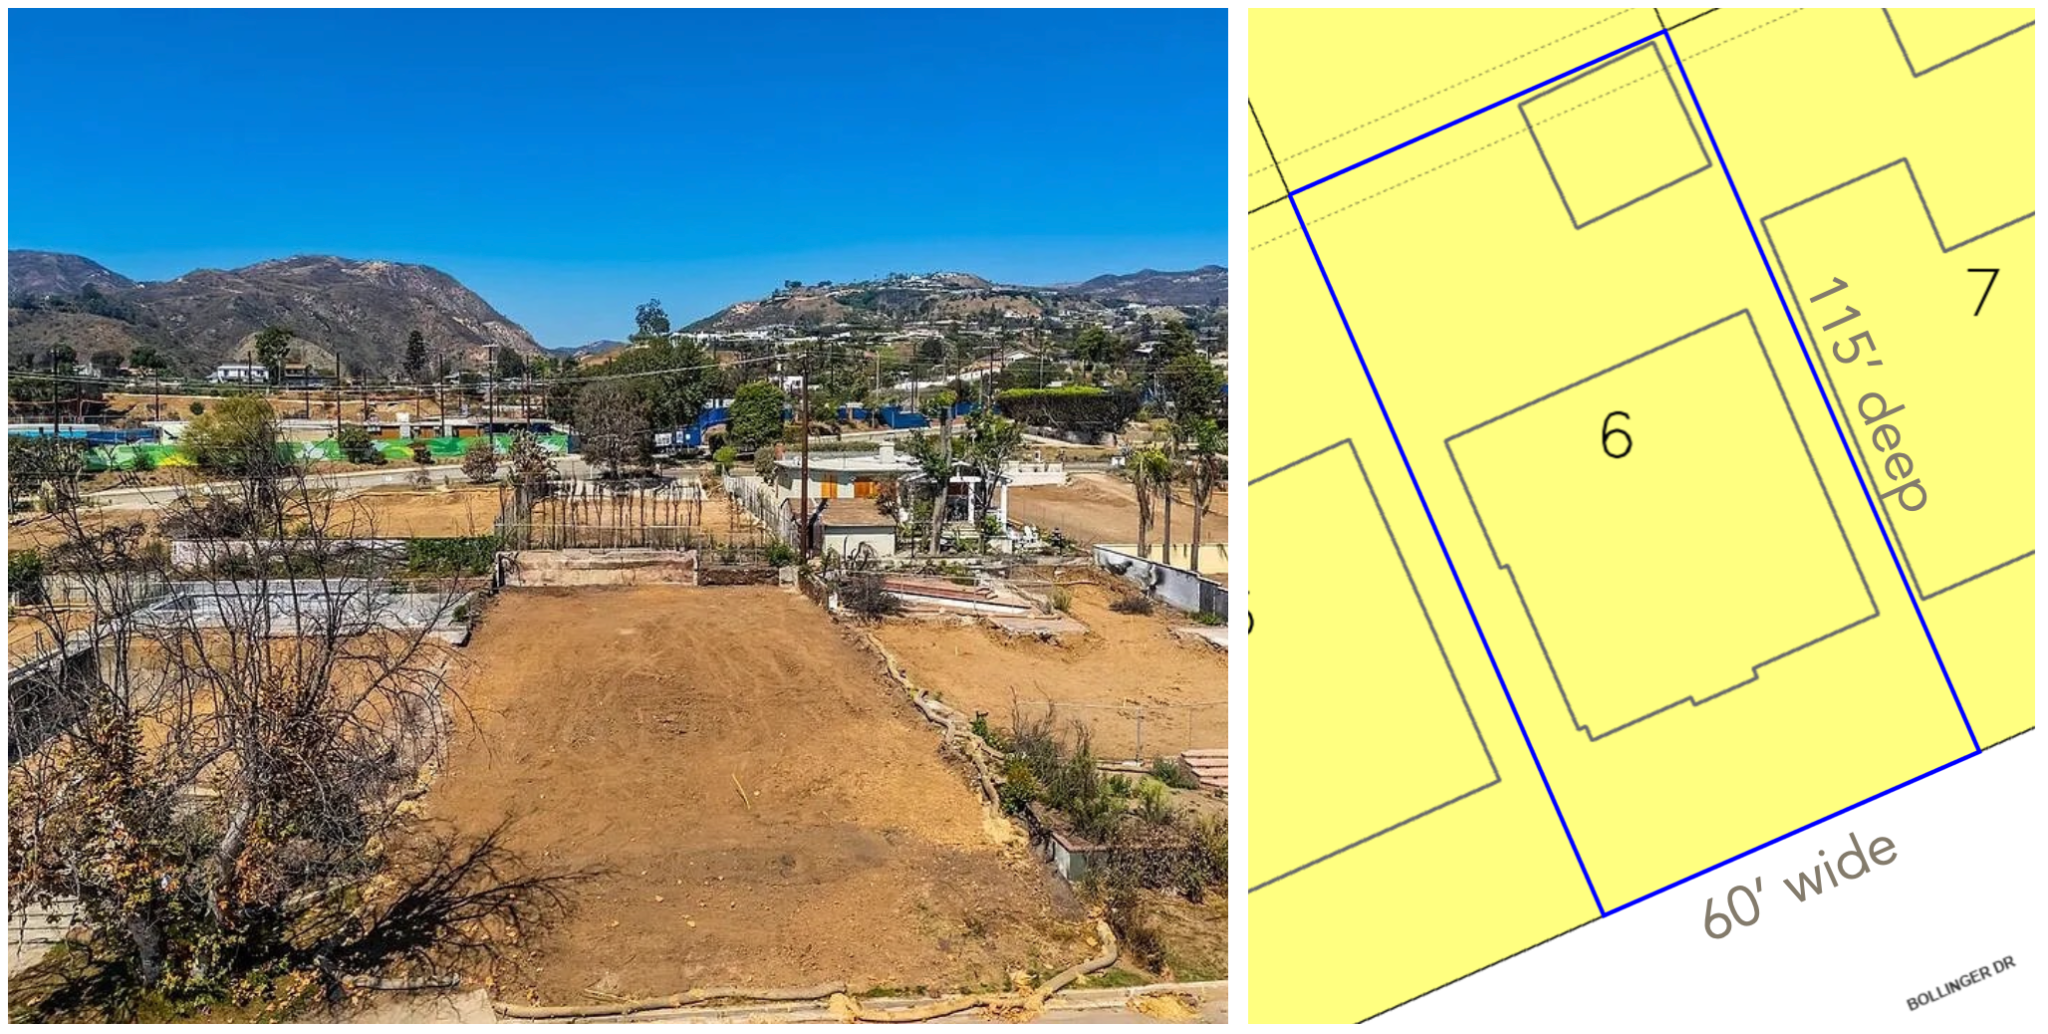 7
115' deep
6
60' wide
BOLLINGER DR